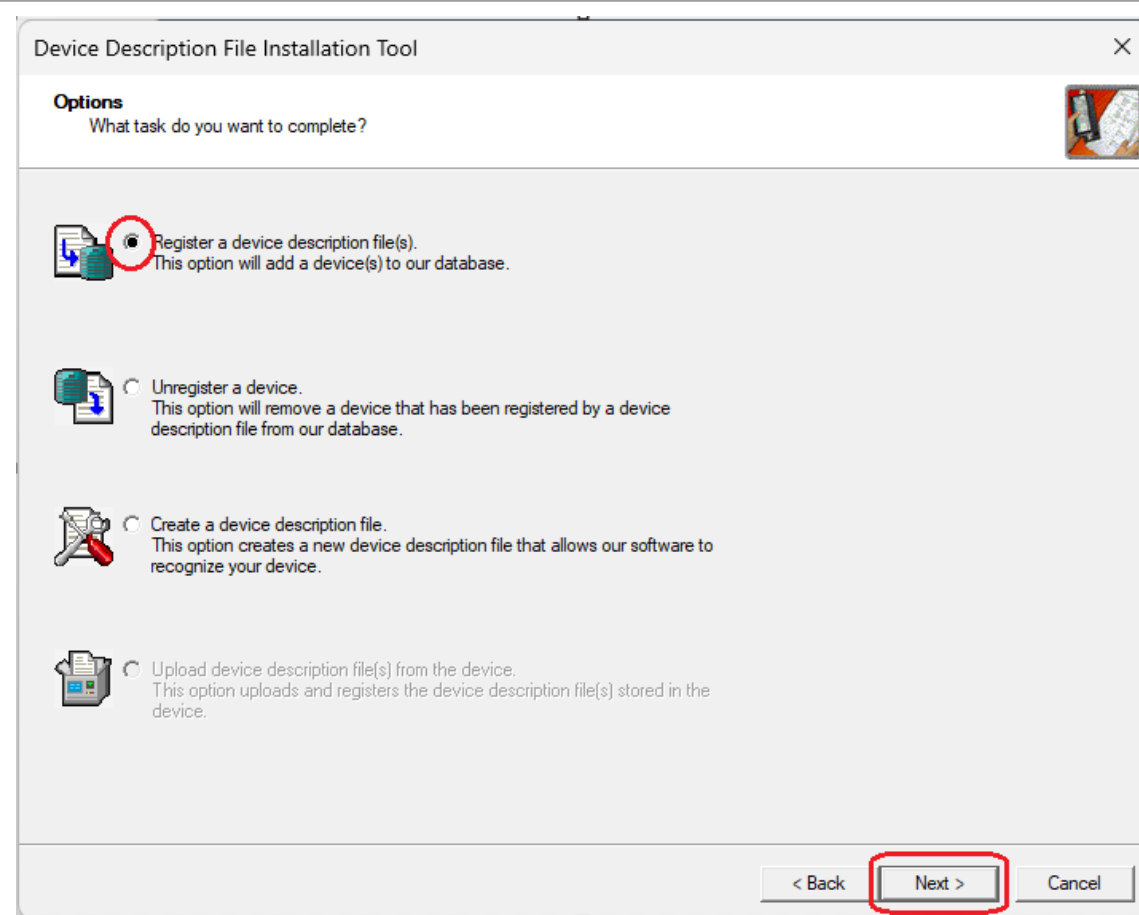 Device Description File Installation Tool
Options
What task do you want to complete?
Register a device description file(s).
This option will add a device(s) to our database.
Unregister a device.
This option will remove a device that has been registered by a device
description file from our database.
Create a device description file.
This option creates a new device description file that allows our software to
recognize your device.
Upload device description file(s) from the device.
This option uploads and registers the device description file(s) stored in the
device.
< Back Next > Cancel